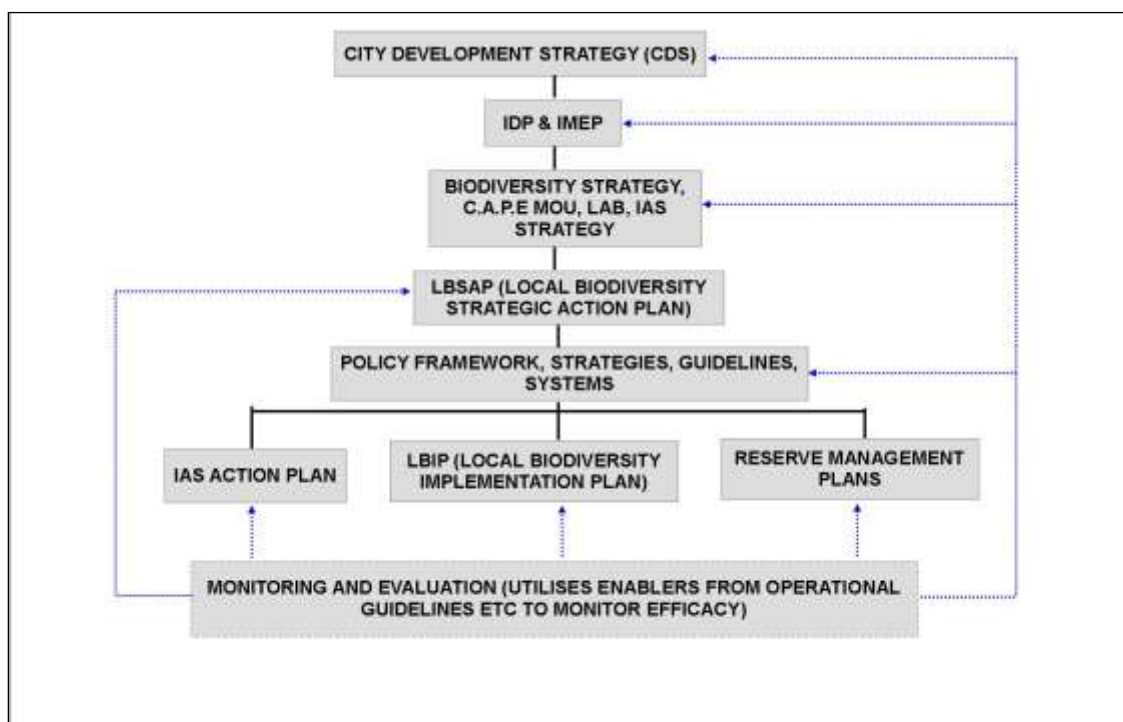 CITY DEVELOPMENT STRATEGY (CDS)
IDP & IMEP
BIODIVERSITY STRATEGY,
C.A.P.E MOU, LAB, IAS
STRATEGY
LBSAP (LOCAL BIODIVERSITY
STRATEGIC ACTION PLAN)
POLICY FRAMEWORK, STRATEGIES, GUIDELINES,
SYSTEMS
IAS ACTION PLAN
LBIP (LOCAL BIODIVERSITY
IMPLEMENTATION PLAN)
RESERVE MANAGEMENT
PLANS
MONITORING AND EVALUATION (UTILISES ENABLERS FROM OPERATIONAL
GUIDELINES ETC TO MONITOR EFFICACY)